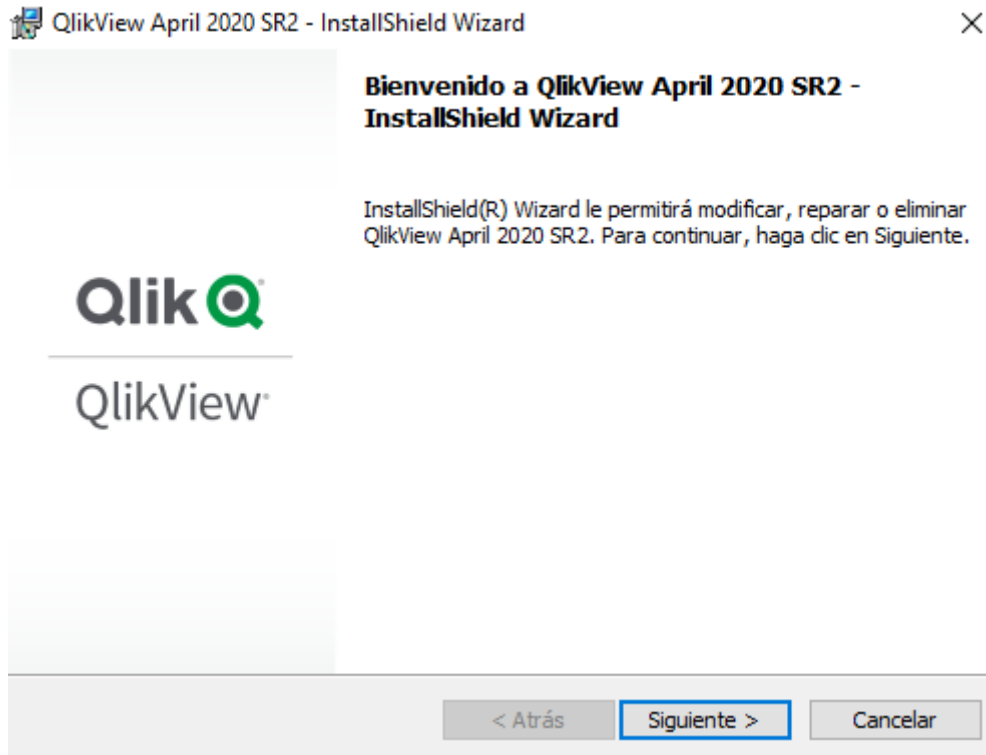 QlikView April 2020 SR2 - InstallShield Wizard
Bienvenido a QlikView April 2020 SR2 -
InstallShield Wizard
InstallShield(R) Wizard le permitirá modificar, reparar o eliminar
QlikView April 2020 SR2. Para continuar, haga clic en Siguiente.
Qlik
QlikView
< Atrás
Siguiente >
Cancelar